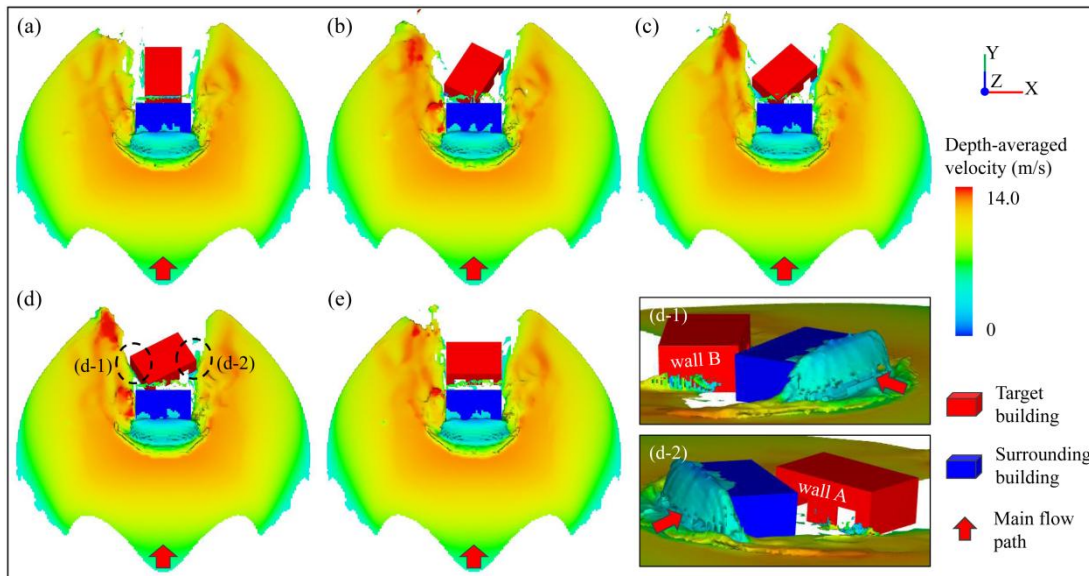 (a)
(b)
(c)
Y
Z
X
Depth-averaged
velocity (m/s)
14.0
0
(d)
(d-1)
(d-2)
(e)
(d-1)
wall B
(d-2)
wall A
Target
building
Surrounding
building
Main flow
path